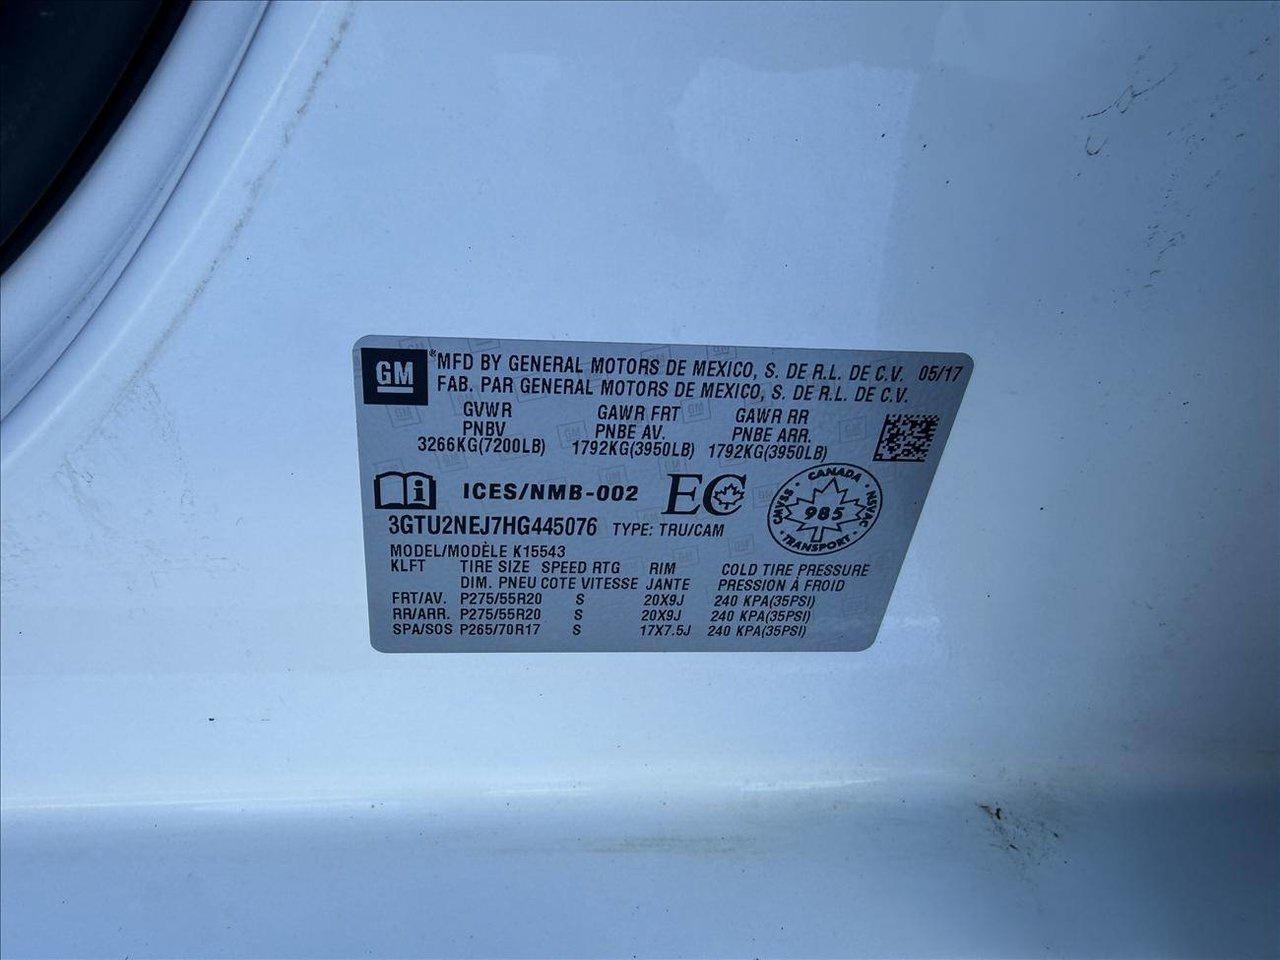 GM
MFD BY GENERAL MOTORS DE MEXICO, S. DE R.L. DE C.V. 05/17
FAB. PAR GENERAL MOTORS DE MEXICO, S. DE R.L. DE C.V.
GVWR GAWR FRT GAWR RR
PNBV PNBE AV. PNBE ARR.
3266KG(7200LB) 1792KG(3950LB) 1792KG(3950LB)
i ICES/NMB-002 EC CANADA CMVSS NSVAC 985 TRANSPORT
3GTU2NEJ7HG445076 TYPE: TRU/CAM
MODEL/MODÈLE K15543
KLFT TIRE SIZE SPEED RTG RIM COLD TIRE PRESSURE
DIM. PNEU COTE VITESSE JANTE PRESSION À FROID
FRT/AV. P275/55R20 S 20X9J 240 KPA(35PSI)
RR/ARR. P275/55R20 S 20X9J 240 KPA(35PSI)
SPA/SOS P265/70R17 S 17X7.5J 240 KPA(35PSI)